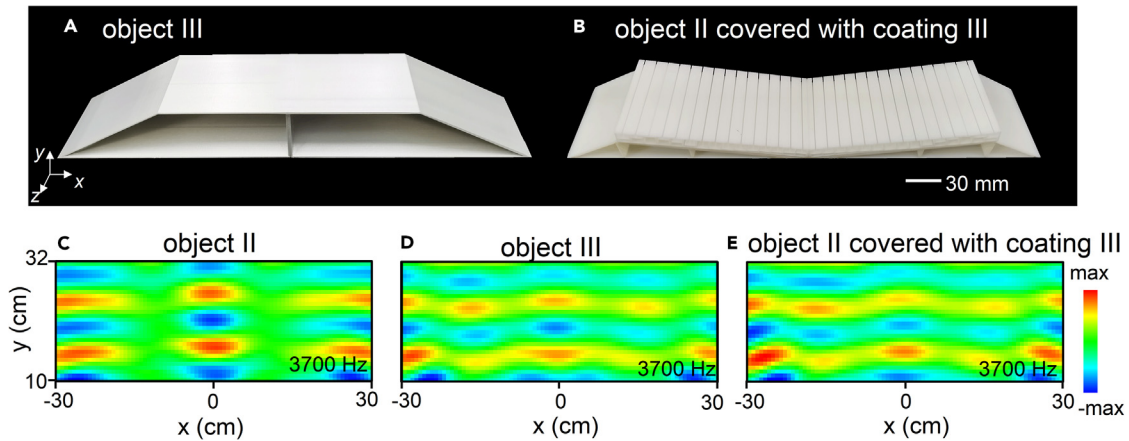 A object III
B object II covered with coating III
y
x
z
30 mm
C object II
D object III
E object II covered with coating III
32
y (cm)
10
3700 Hz
3700 Hz
3700 Hz
max
-max
-30 0 30
-30 0 30
-30 0 30
x (cm)
x (cm)
x (cm)